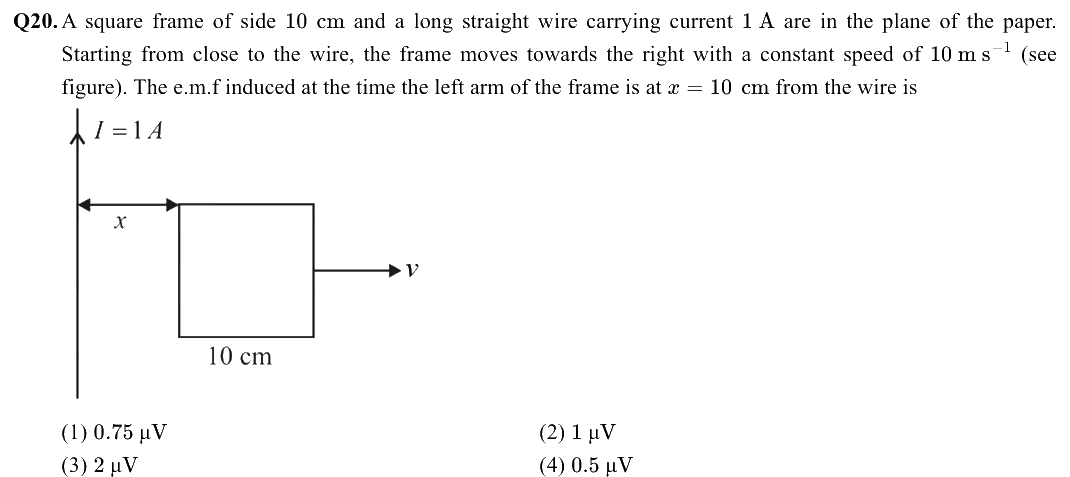 Q20. A square frame of side 10 cm and a long straight wire carrying current 1 A are in the plane of the paper.
Starting from close to the wire, the frame moves towards the right with a constant speed of 10 m s⁻¹ (see
figure). The e.m.f induced at the time the left arm of the frame is at x = 10 cm from the wire is
I = 1 A
x
v
10 cm
(1) 0.75 μV (2) 1 μV
(3) 2 μV (4) 0.5 μV